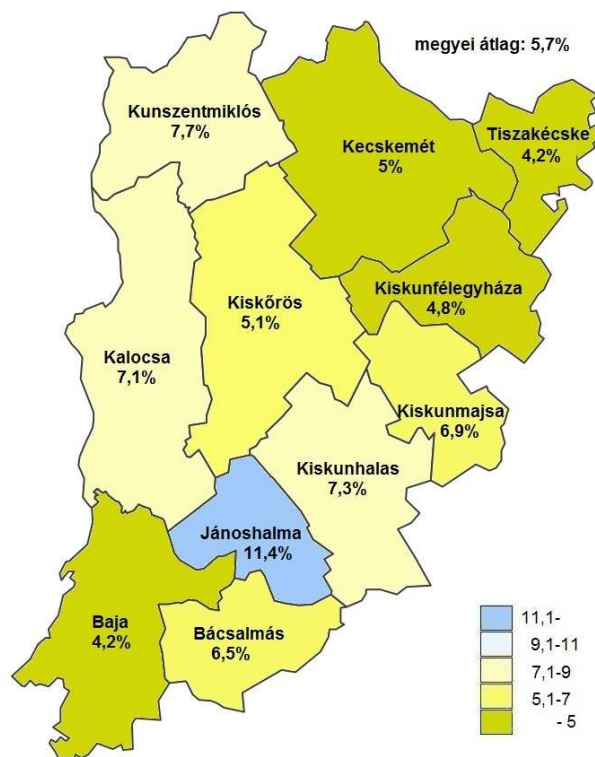 megyei átlag: 5,7%
Kunszentmiklós
7,7%
Kecskemét
5%
Tiszakécske
4,2%
Kiskunfélegyháza
4,8%
Kiskőrös
5,1%
Kalocsa
7,1%
Kiskunmajsa
6,9%
Kiskunhalas
7,3%
Jánoshalma
11,4%
Baja
4,2%
Bácsalmás
6,5%
11,1-
9,1-11
7,1-9
5,1-7
- 5